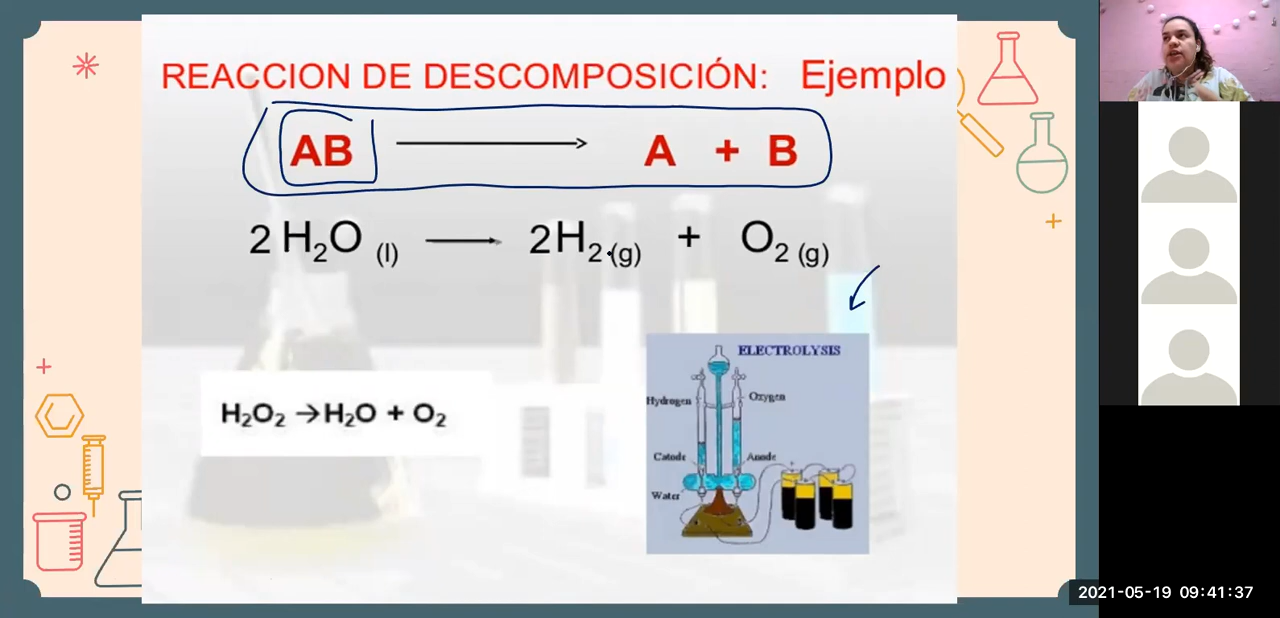 REACCION DE DESCOMPOSICIÓN: Ejemplo
AB → A + B
2 H₂O (l) → 2H₂ (g) + O₂ (g)
H₂O₂ → H₂O + O₂
ELECTROLYSIS
Hydrogen
Oxygen
Catode
Anode
Water
2021-05-19 09:41:37